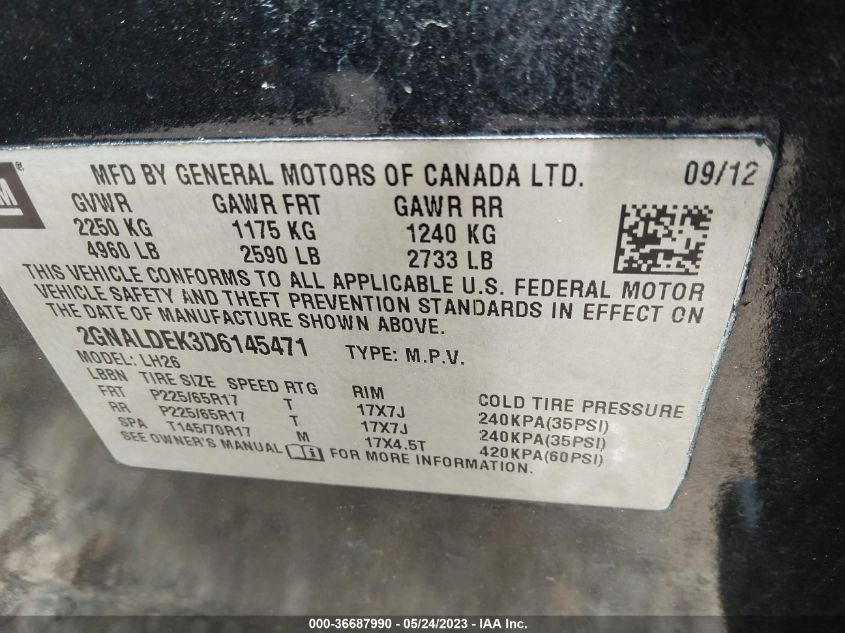 MFD BY GENERAL MOTORS OF CANADA LTD. 09/12
GM ®
GVWR GAWR FRT GAWR RR
2250 KG 1175 KG 1240 KG
4960 LB 2590 LB 2733 LB
THIS VEHICLE CONFORMS TO ALL APPLICABLE U.S. FEDERAL MOTOR
VEHICLE SAFETY AND THEFT PREVENTION STANDARDS IN EFFECT ON
THE DATE OF MANUFACTURE SHOWN ABOVE.
2GNALDEK3D6145471 TYPE: M.P.V.
MODEL: LH26
LBBN TIRE SIZE SPEED RTG RIM COLD TIRE PRESSURE
FRT P225/65R17 T 17X7J 240KPA(35PSI)
RR P225/65R17 T 17X7J 240KPA(35PSI)
SPA T145/70R17 M 17X4.5T 420KPA(60PSI)
SEE OWNER'S MANUAL i FOR MORE INFORMATION.
000-36687990 - 05/24/2023 - IAA Inc.